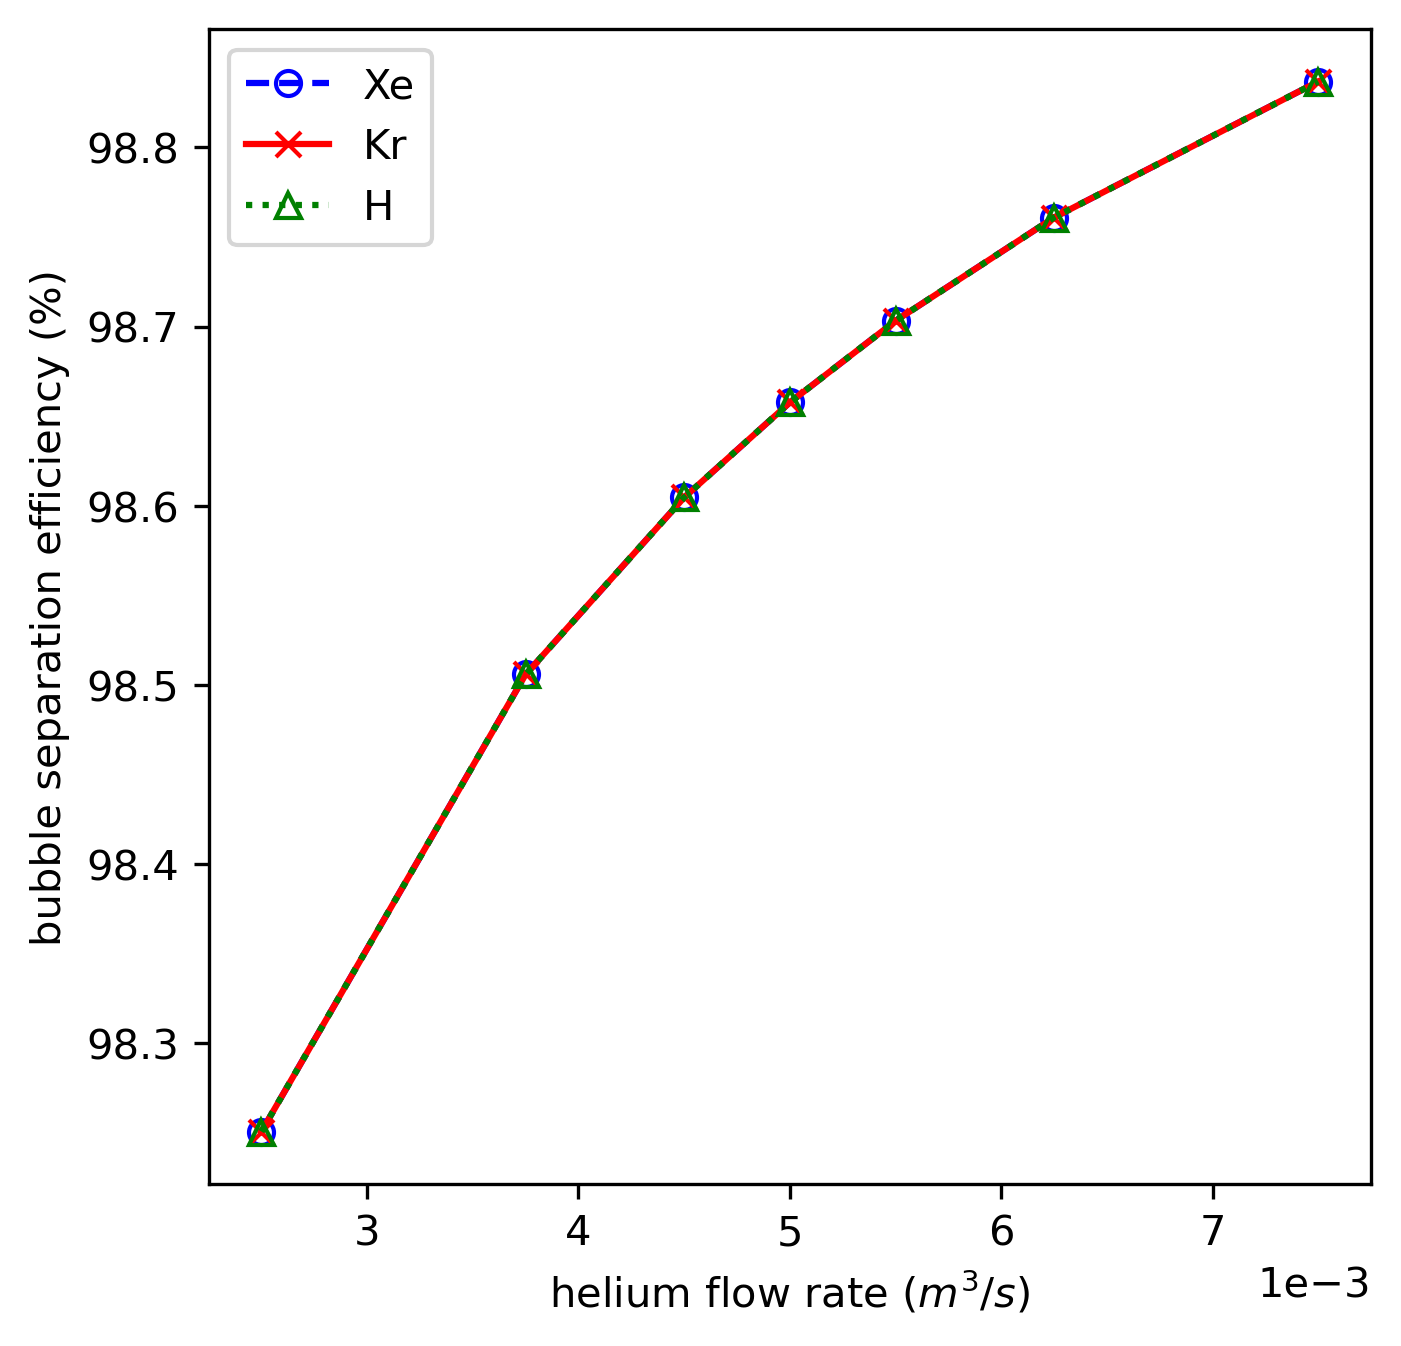 Xe
Kr
H
bubble separation efficiency (%)
98.8
98.7
98.6
98.5
98.4
98.3
3 4 5 6 7
1e−3
helium flow rate (m³/s)